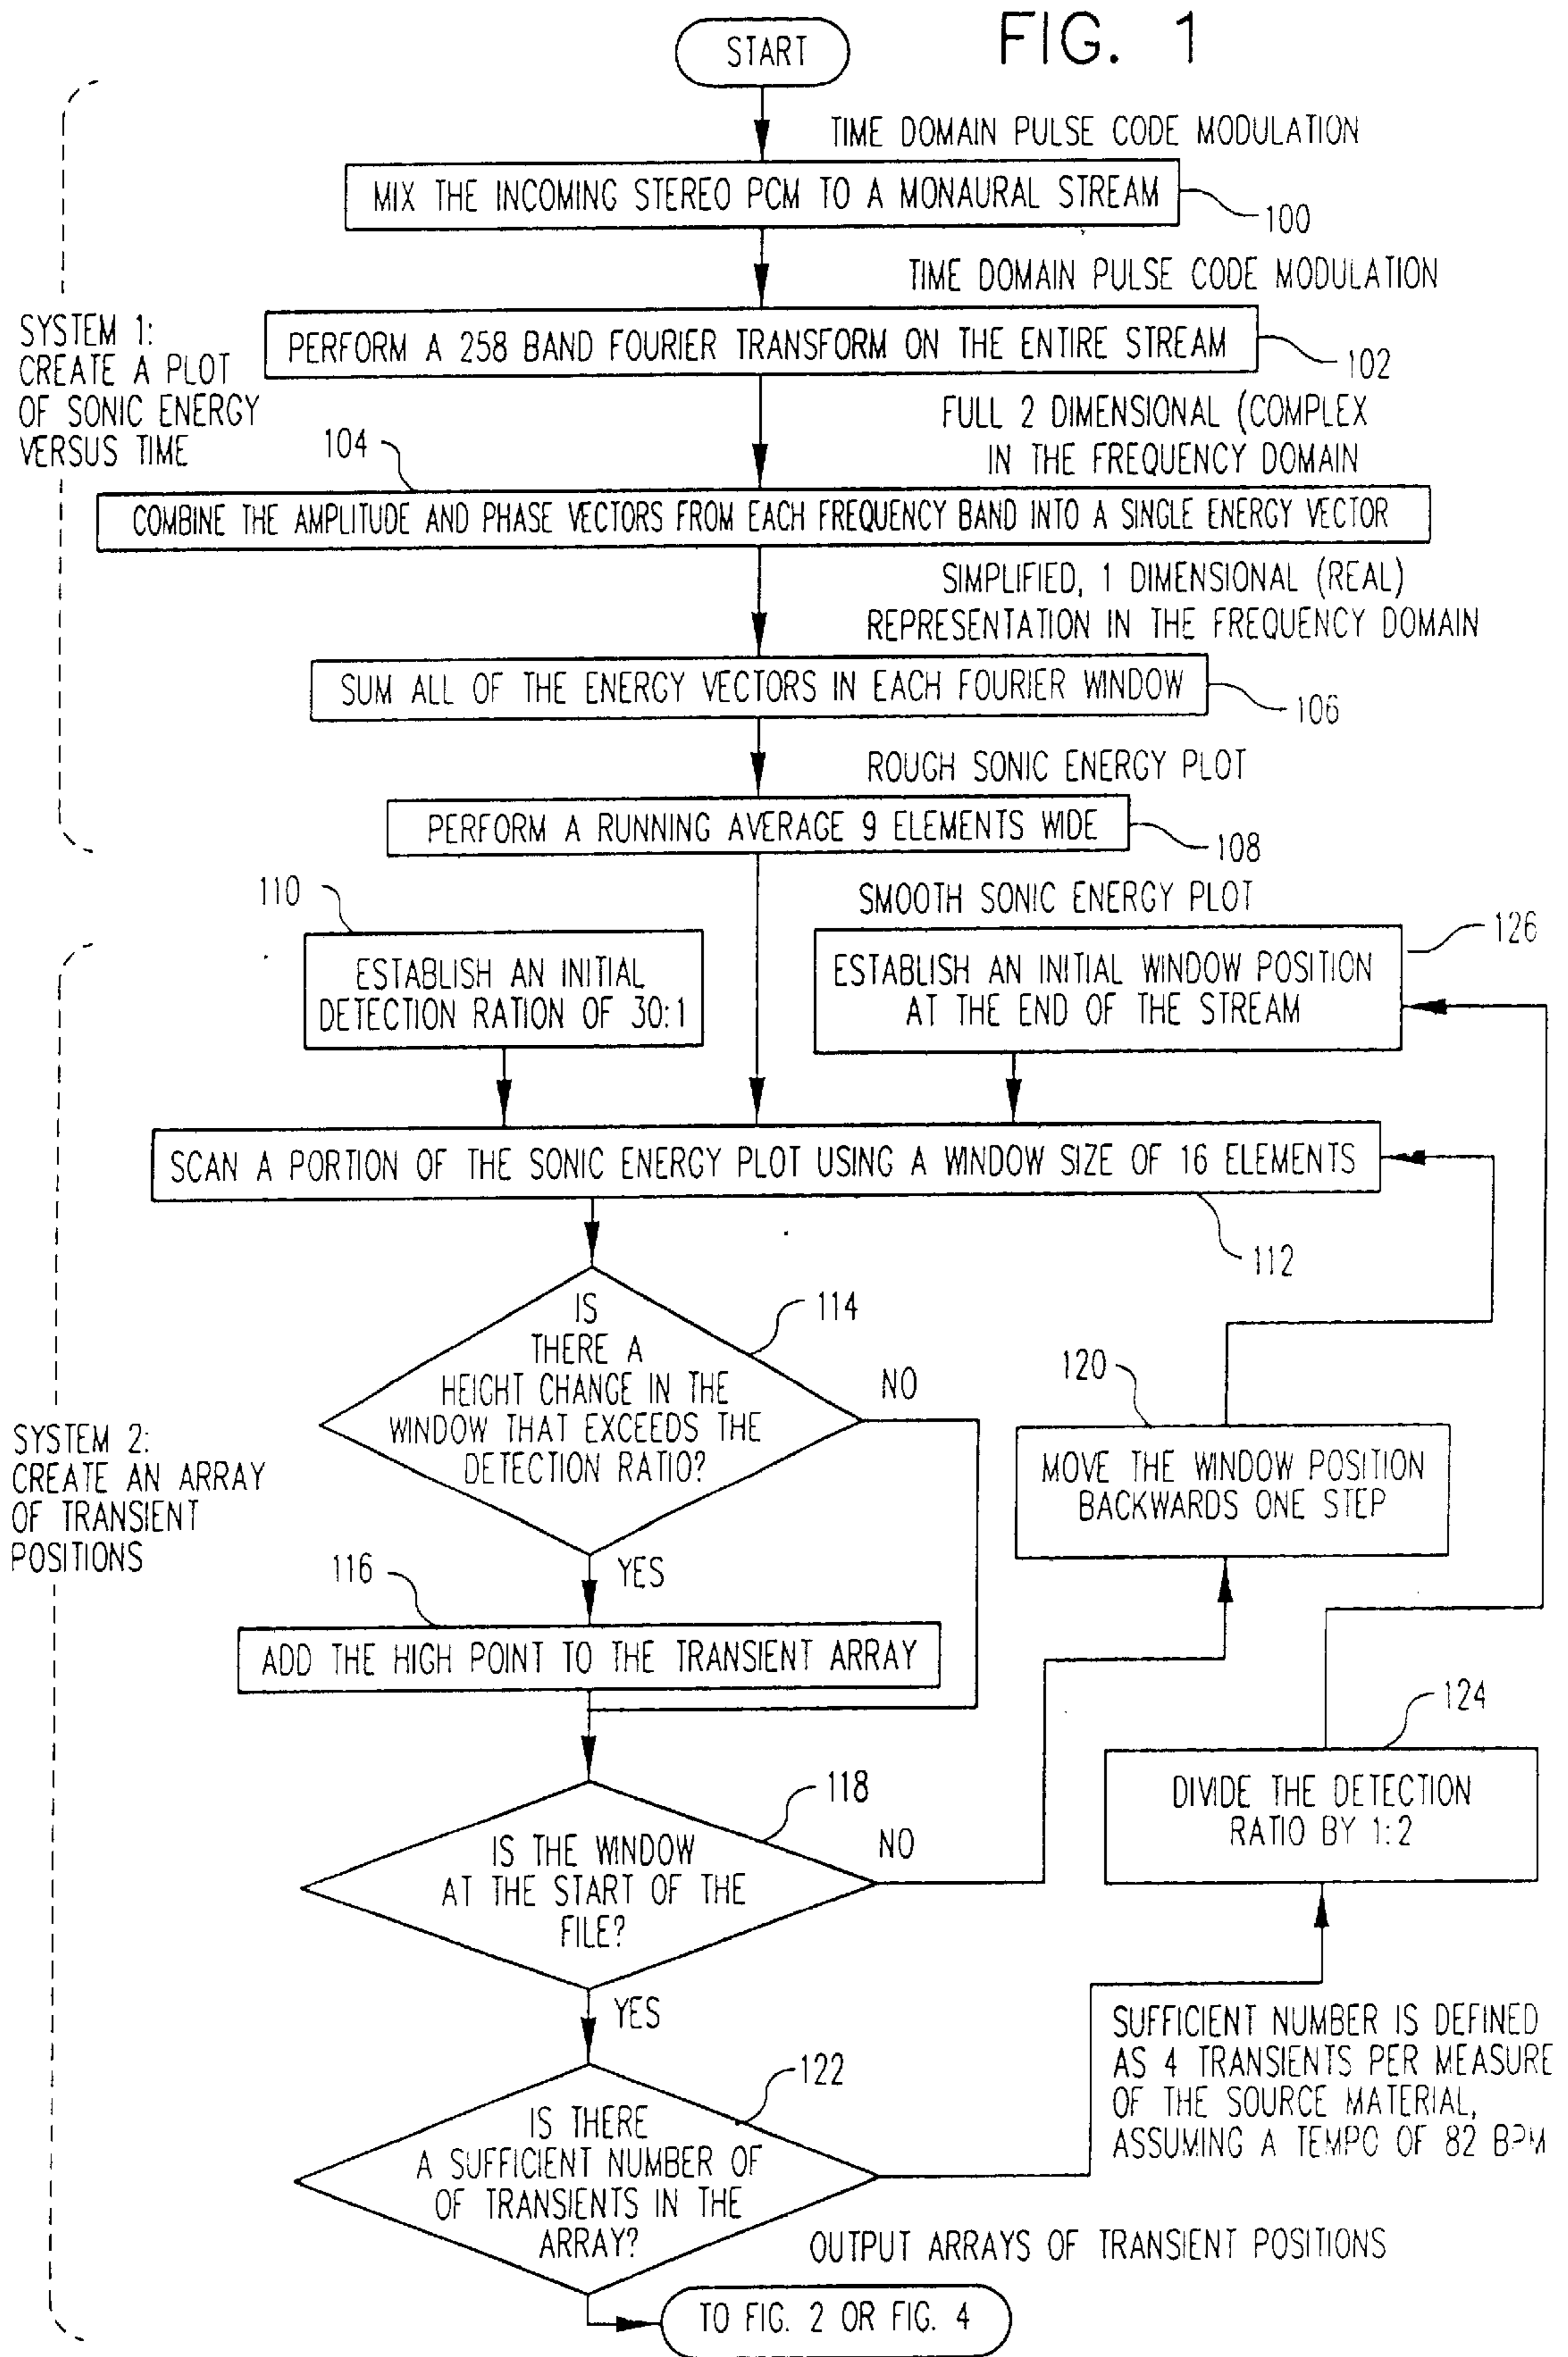 FIG. 1
START
TIME DOMAIN PULSE CODE MODULATION
MIX THE INCOMING STEREO PCM TO A MONAURAL STREAM
100
TIME DOMAIN PULSE CODE MODULATION
PERFORM A 258 BAND FOURIER TRANSFORM ON THE ENTIRE STREAM
102
SYSTEM 1:
CREATE A PLOT
OF SONIC ENERGY
VERSUS TIME
FULL 2 DIMENSIONAL (COMPLEX
IN THE FREQUENCY DOMAIN
104
COMBINE THE AMPLITUDE AND PHASE VECTORS FROM EACH FREQUENCY BAND INTO A SINGLE ENERGY VECTOR
SIMPLIFIED, 1 DIMENSIONAL (REAL)
REPRESENTATION IN THE FREQUENCY DOMAIN
SUM ALL OF THE ENERGY VECTORS IN EACH FOURIER WINDOW
106
ROUGH SONIC ENERGY PLOT
PERFORM A RUNNING AVERAGE 9 ELEMENTS WIDE
108
SMOOTH SONIC ENERGY PLOT
110
ESTABLISH AN INITIAL
DETECTION RATION OF 30:1
126
ESTABLISH AN INITIAL WINDOW POSITION
AT THE END OF THE STREAM
SCAN A PORTION OF THE SONIC ENERGY PLOT USING A WINDOW SIZE OF 16 ELEMENTS
112
SYSTEM 2:
CREATE AN ARRAY
OF TRANSIENT
POSITIONS
IS
THERE A
HEIGHT CHANGE IN THE
WINDOW THAT EXCEEDS THE
DETECTION RATIO?
114
NO
YES
120
MOVE THE WINDOW POSITION
BACKWARDS ONE STEP
116
ADD THE HIGH POINT TO THE TRANSIENT ARRAY
124
DIVIDE THE DETECTION
RATIO BY 1:2
118
IS THE WINDOW
AT THE START OF THE
FILE?
NO
YES
122
IS THERE
A SUFFICIENT NUMBER OF
OF TRANSIENTS IN THE
ARRAY?
SUFFICIENT NUMBER IS DEFINED
AS 4 TRANSIENTS PER MEASURE
OF THE SOURCE MATERIAL,
ASSUMING A TEMPO OF 82 BPM
OUTPUT ARRAYS OF TRANSIENT POSITIONS
TO FIG. 2 OR FIG. 4